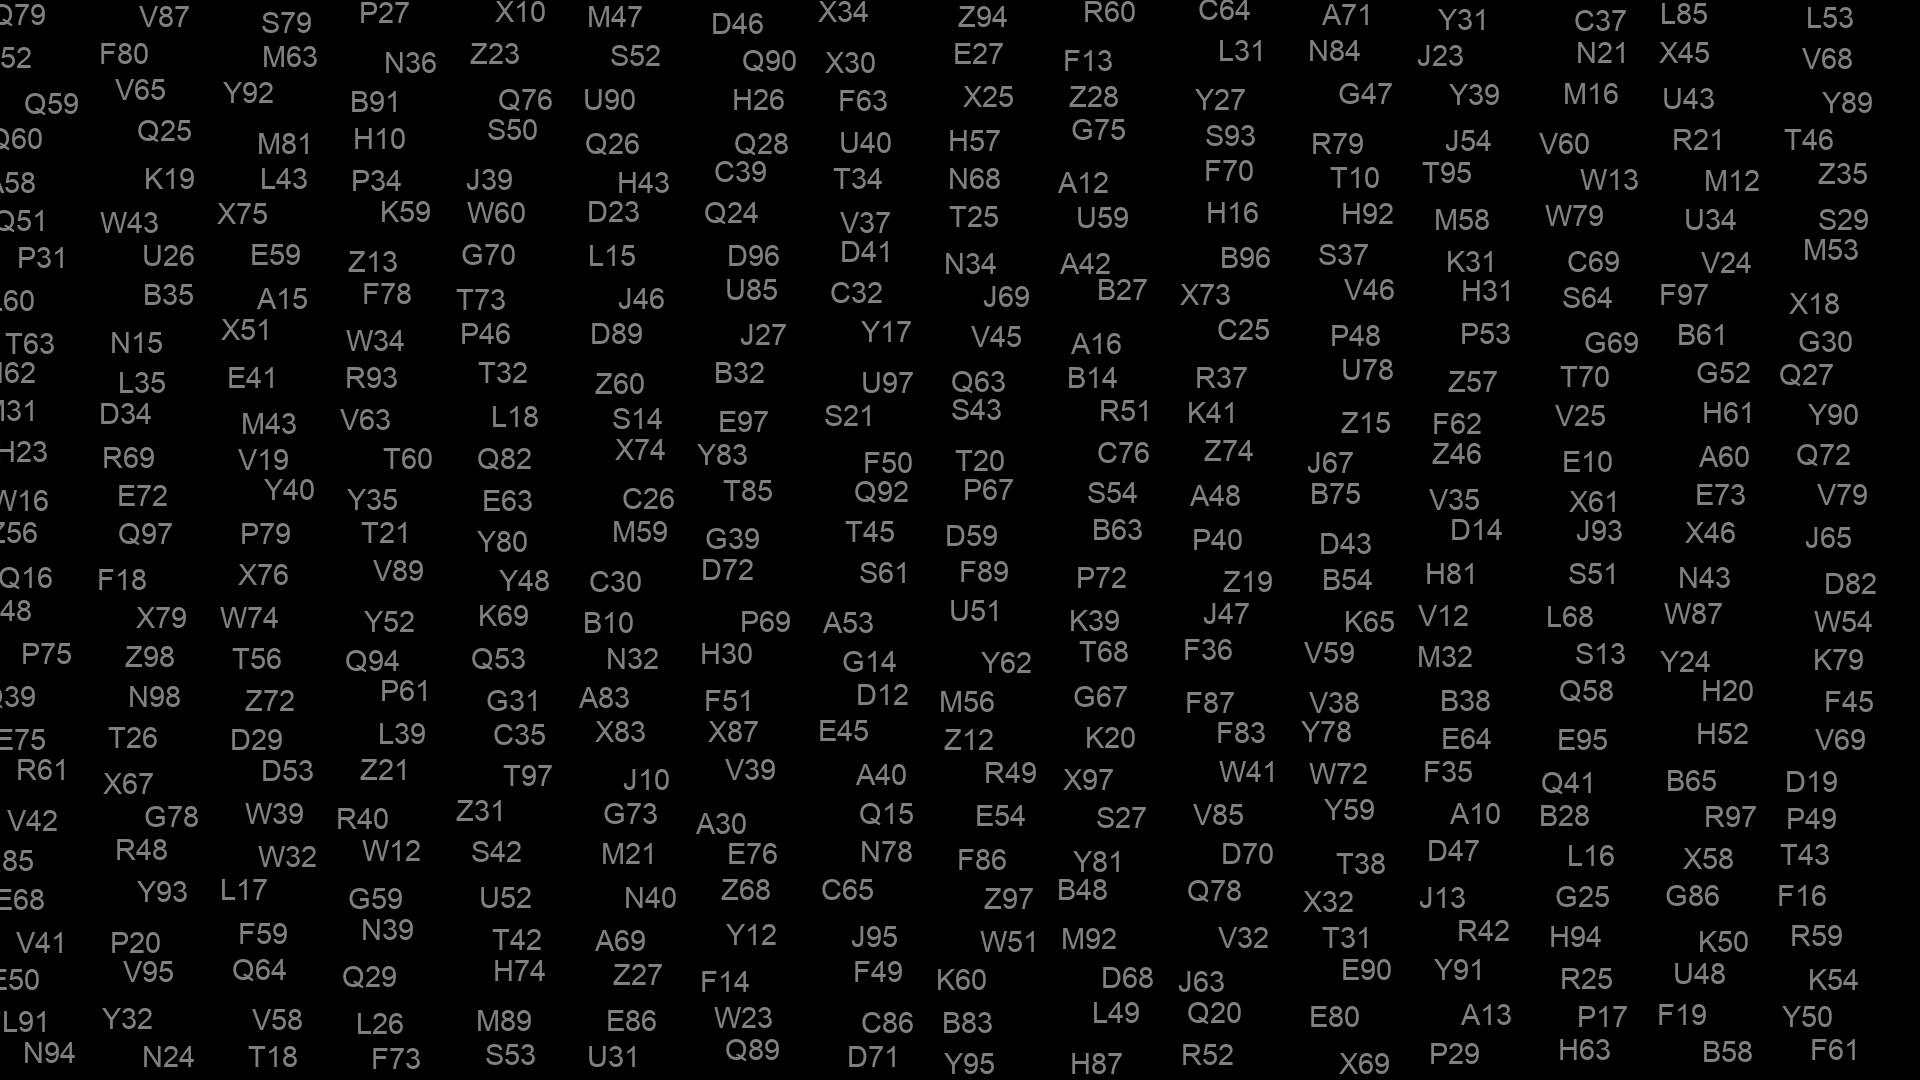 Q79 V87 S79 P27 X10 M47 D46 X34 Z94 R60 C64 A71 Y31 C37 L85 L53
52 F80 M63 N36 Z23 S52 Q90 X30 E27 F13 L31 N84 J23 N21 X45 V68
Q59 V65 Y92 B91 Q76 U90 H26 F63 X25 Z28 Y27 G47 Y39 M16 U43 Y89
Q60 Q25 M81 H10 S50 Q26 Q28 U40 H57 G75 S93 R79 J54 V60 R21 T46
A58 K19 L43 P34 J39 H43 C39 T34 N68 A12 F70 T10 T95 W13 M12 Z35
Q51 W43 X75 K59 W60 D23 Q24 V37 T25 U59 H16 H92 M58 W79 U34 S29
P31 U26 E59 Z13 G70 L15 D96 D41 N34 A42 B96 S37 K31 C69 V24 M53
60 B35 A15 F78 T73 J46 U85 C32 J69 B27 X73 V46 H31 S64 F97 X18
T63 N15 X51 W34 P46 D89 J27 Y17 V45 A16 C25 P48 P53 G69 B61 G30
62 L35 E41 R93 T32 Z60 B32 U97 Q63 B14 R37 U78 Z57 T70 G52 Q27
M31 D34 M43 V63 L18 S14 E97 S21 S43 R51 K41 Z15 F62 V25 H61 Y90
H23 R69 V19 T60 Q82 X74 Y83 F50 T20 C76 Z74 J67 Z46 E10 A60 Q72
W16 E72 Y40 Y35 E63 C26 T85 Q92 P67 S54 A48 B75 V35 X61 E73 V79
Z56 Q97 P79 T21 Y80 M59 G39 T45 D59 B63 P40 D43 D14 J93 X46 J65
Q16 F18 X76 V89 Y48 C30 D72 S61 F89 P72 Z19 B54 H81 S51 N43 D82
48 X79 W74 Y52 K69 B10 P69 A53 U51 K39 J47 K65 V12 L68 W87 W54
P75 Z98 T56 Q94 Q53 N32 H30 G14 Y62 T68 F36 V59 M32 S13 Y24 K79
Q39 N98 Z72 P61 G31 A83 F51 D12 M56 G67 F87 V38 B38 Q58 H20 F45
E75 T26 D29 L39 C35 X83 X87 E45 Z12 K20 F83 Y78 E64 E95 H52 V69
R61 X67 D53 Z21 T97 J10 V39 A40 R49 X97 W41 W72 F35 Q41 B65 D19
V42 G78 W39 R40 Z31 G73 A30 Q15 E54 S27 V85 Y59 A10 B28 R97 P49
85 R48 W32 W12 S42 M21 E76 N78 F86 Y81 D70 T38 D47 L16 X58 T43
E68 Y93 L17 G59 U52 N40 Z68 C65 Z97 B48 Q78 X32 J13 G25 G86 F16
V41 P20 F59 N39 T42 A69 Y12 J95 W51 M92 V32 T31 R42 H94 K50 R59
E50 V95 Q64 Q29 H74 Z27 F14 F49 K60 D68 J63 E90 Y91 R25 U48 K54
L91 Y32 V58 L26 M89 E86 W23 C86 B83 L49 Q20 E80 A13 P17 F19 Y50
N94 N24 T18 F73 S53 U31 Q89 D71 Y95 H87 R52 X69 P29 H63 B58 F61